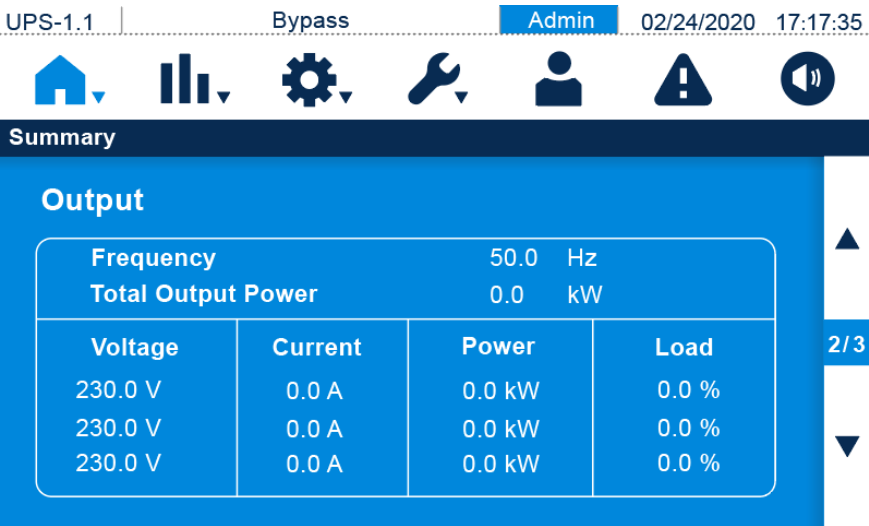 UPS-1.1 Bypass Admin 02/24/2020 17:17:35
Summary
Output
Frequency 50.0 Hz
Total Output Power 0.0 kW
Voltage Current Power Load
230.0 V 0.0 A 0.0 kW 0.0 %
230.0 V 0.0 A 0.0 kW 0.0 %
230.0 V 0.0 A 0.0 kW 0.0 %
2/3